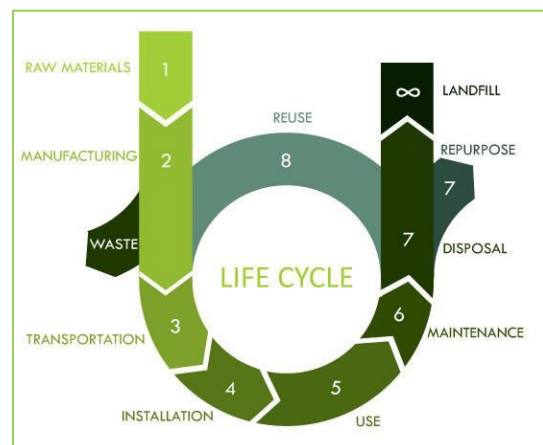 RAW MATERIALS
1
MANUFACTURING
2
WASTE
TRANSPORTATION
3
INSTALLATION
4
5
USE
6
MAINTENANCE
7
DISPOSAL
7
REPURPOSE
REUSE
8
∞
LANDFILL
LIFE CYCLE